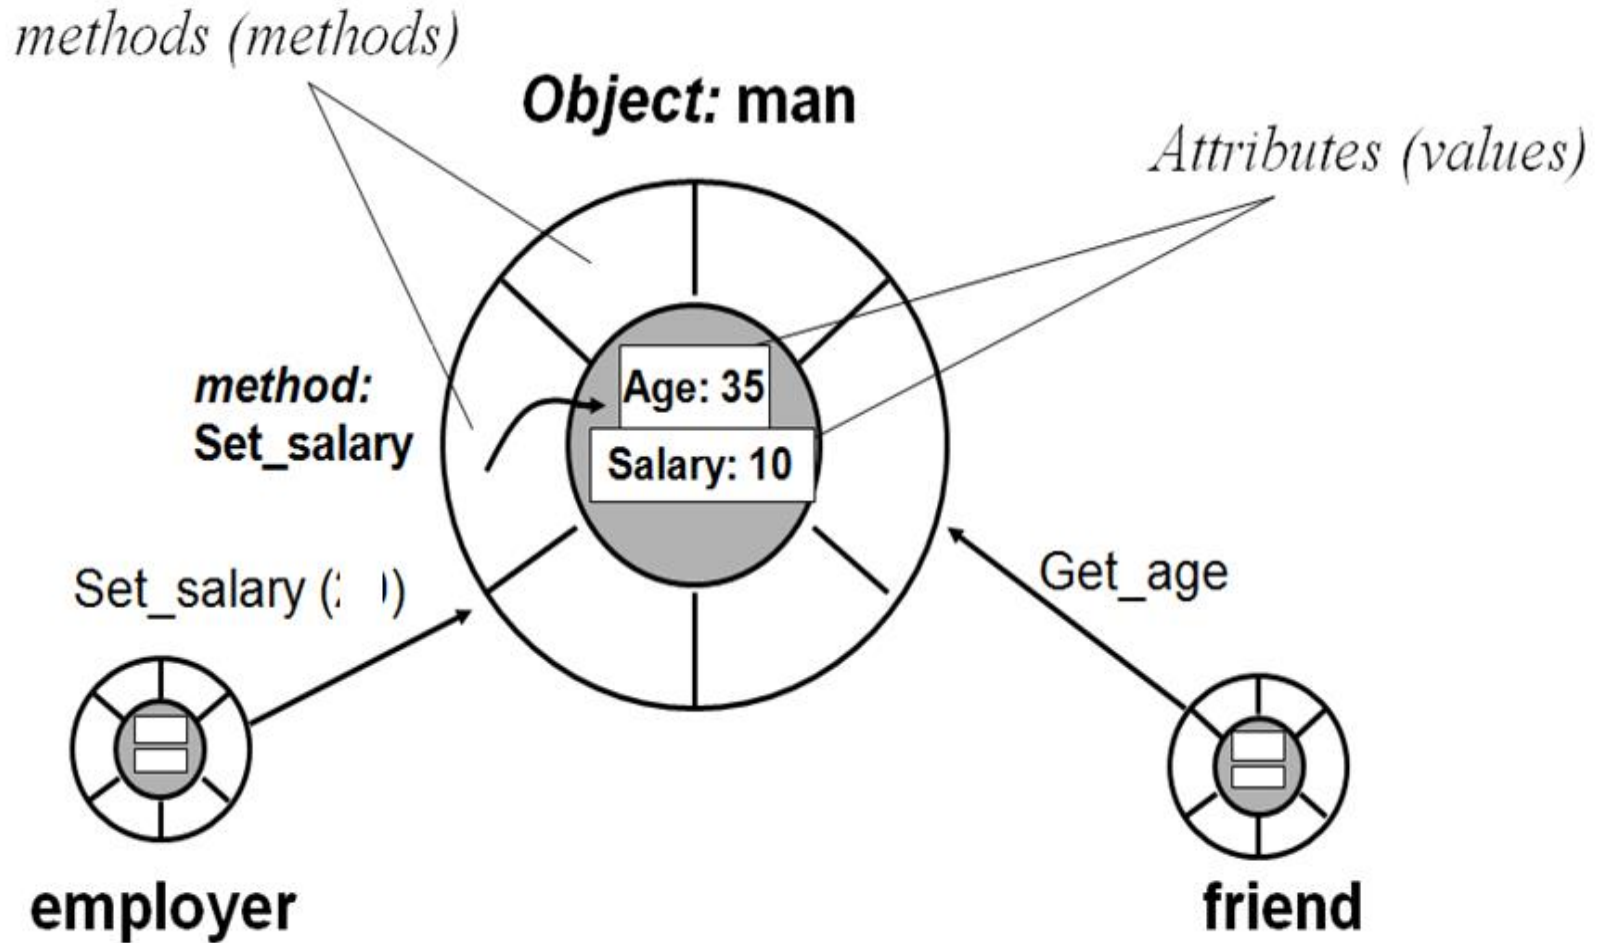 methods (methods)
Object: man
Attributes (values)
Age: 35
method:
Set_salary
Salary: 10
Set_salary (
Get_age
employer
friend